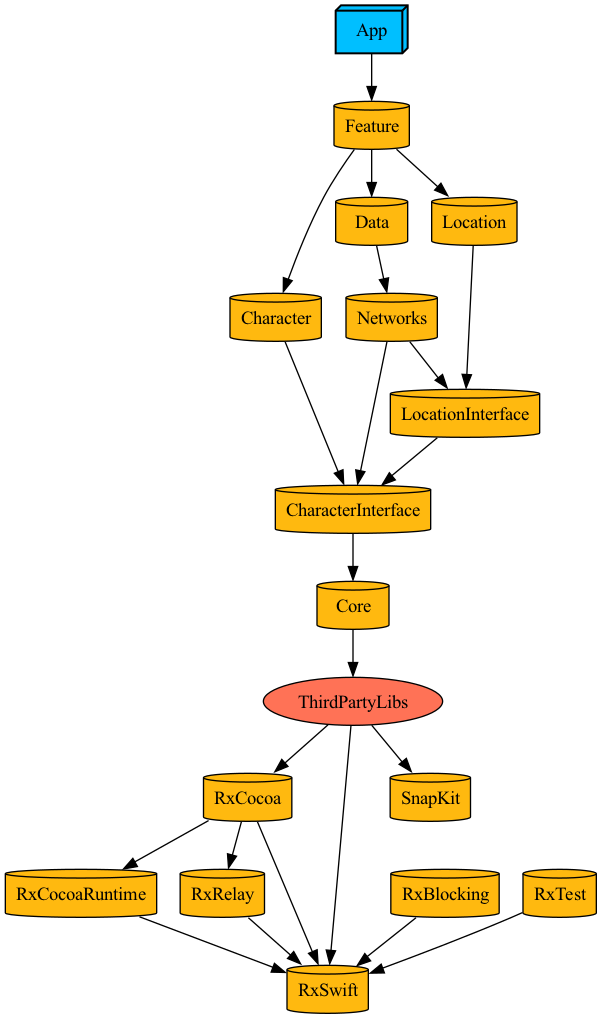 App
Feature
Data
Location
Character
Networks
LocationInterface
CharacterInterface
Core
ThirdPartyLibs
RxCocoa
SnapKit
RxCocoaRuntime
RxRelay
RxBlocking
RxTest
RxSwift